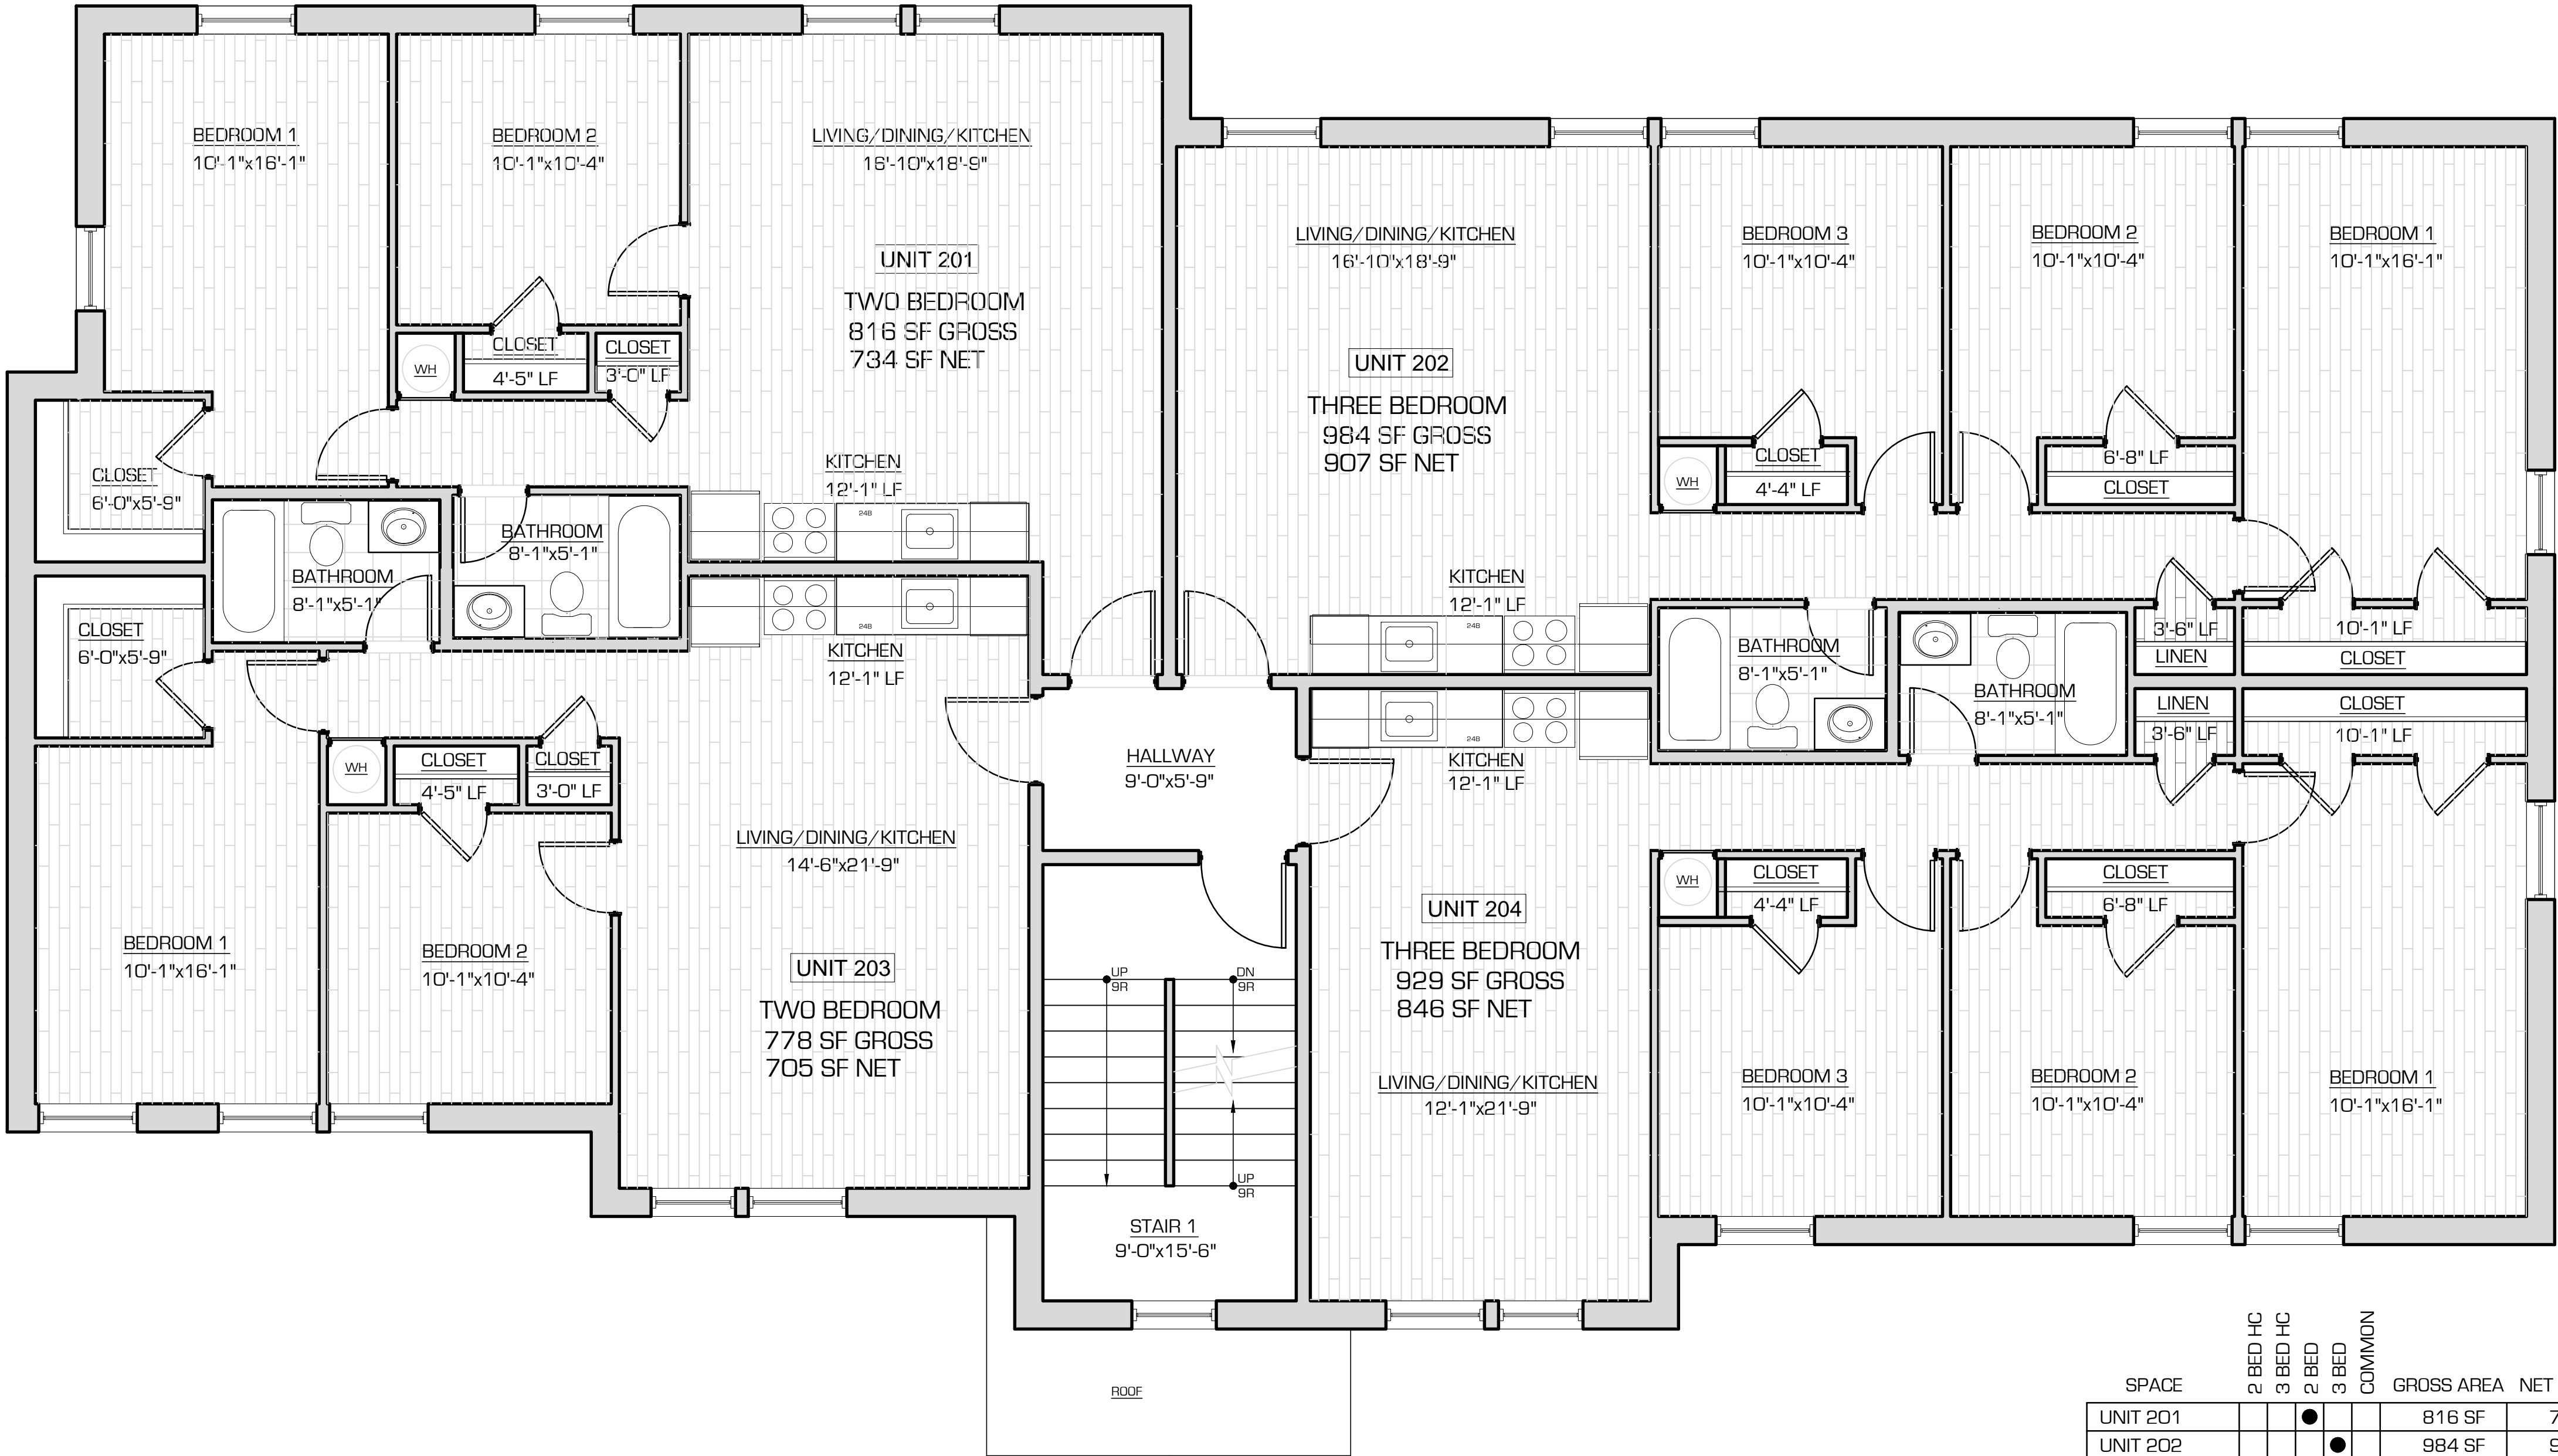 BEDROOM 1
10'-1"x16'-1"
BEDROOM 2
10'-1"x10'-4"
LIVING/DINING/KITCHEN
16'-10"x18'-9"
UNIT 201
TWO BEDROOM
816 SF GROSS
734 SF NET
WH
CLOSET
4'-5" LF
CLOSET
3'-0" LF
CLOSET
6'-0"x5'-9"
KITCHEN
12'-1" LF
24B
BATHROOM
8'-1"x5'-1"
BATHROOM
8'-1"x5'-1"
LIVING/DINING/KITCHEN
16'-10"x18'-9"
UNIT 202
THREE BEDROOM
984 SF GROSS
907 SF NET
BEDROOM 3
10'-1"x10'-4"
BEDROOM 2
10'-1"x10'-4"
BEDROOM 1
10'-1"x16'-1"
WH
CLOSET
4'-4" LF
6'-8" LF
CLOSET
KITCHEN
12'-1" LF
24B
BATHROOM
8'-1"x5'-1"
3'-6" LF
LINEN
10'-1" LF
CLOSET
CLOSET
6'-0"x5'-9"
24B
KITCHEN
12'-1" LF
WH
CLOSET
4'-5" LF
CLOSET
3'-0" LF
LIVING/DINING/KITCHEN
14'-6"x21'-9"
BEDROOM 1
10'-1"x16'-1"
BEDROOM 2
10'-1"x10'-4"
UNIT 203
TWO BEDROOM
778 SF GROSS
705 SF NET
HALLWAY
9'-0"x5'-9"
UP
9R
DN
9R
UP
9R
STAIR 1
9'-0"x15'-6"
ROOF
24B
KITCHEN
12'-1" LF
BATHROOM
8'-1"x5'-1"
LINEN
3'-6" LF
CLOSET
10'-1" LF
WH
CLOSET
4'-4" LF
CLOSET
6'-8" LF
UNIT 204
THREE BEDROOM
929 SF GROSS
846 SF NET
LIVING/DINING/KITCHEN
12'-1"x21'-9"
BEDROOM 3
10'-1"x10'-4"
BEDROOM 2
10'-1"x10'-4"
BEDROOM 1
10'-1"x16'-1"
SPACE 2 BED HC 3 BED HC 2 BED 3 BED COMMON GROSS AREA NET
UNIT 201 ● 816 SF 7
UNIT 202 ● 984 SF 9